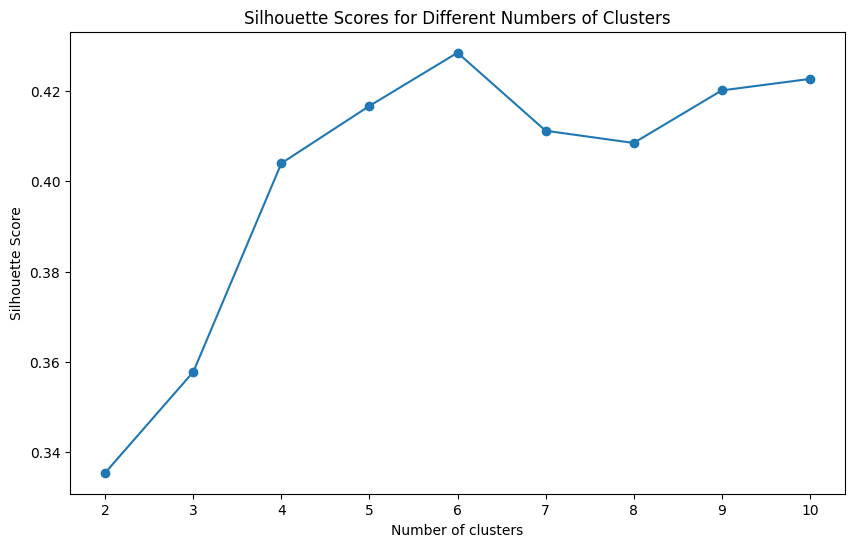 Silhouette Scores for Different Numbers of Clusters
Silhouette Score
0.42
0.40
0.38
0.36
0.34
2 3 4 5 6 7 8 9 10
Number of clusters